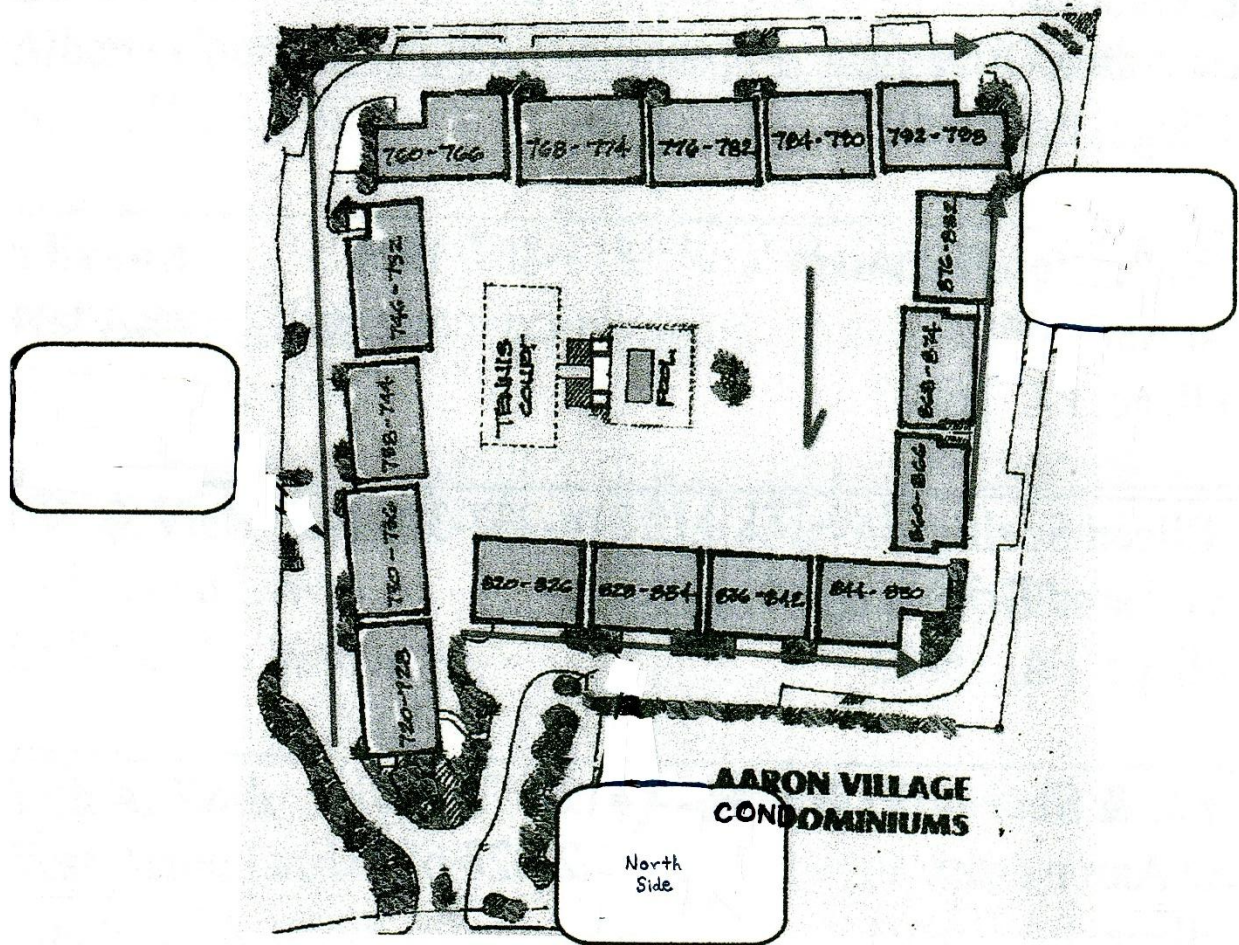 760-766
768-774
776-782
784-790
792-798
746-752
876-882
738-744
TENNIS
COURT
POOL
868-874
730-736
860-866
820-826
828-834
836-842
844-850
720-728
AARON VILLAGE
CONDOMINIUMS
North
Side